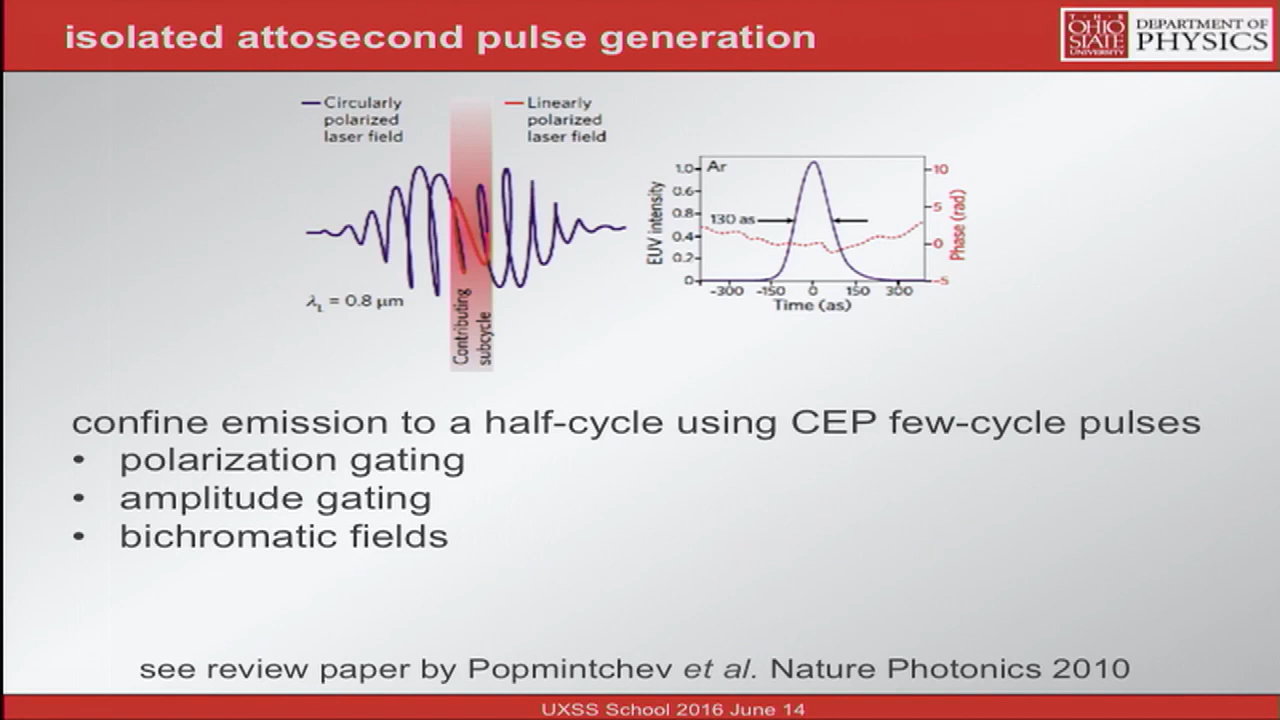 isolated attosecond pulse generation
THE
OHIO
STATE
UNIVERSITY
DEPARTMENT OF
PHYSICS
Circularly
polarized
laser field
Linearly
polarized
laser field
λL = 0.8 μm
Contributing
subcycle
Ar
130 as
EUV intensity
1.0
0.6
0.8
0.4
0.2
0
10
5
0
-5
Phase (rad)
-300 -150 0 150 300
Time (as)
confine emission to a half-cycle using CEP few-cycle pulses
• polarization gating
• amplitude gating
• bichromatic fields
see review paper by Popmintchev et al. Nature Photonics 2010
UXSS School 2016 June 14